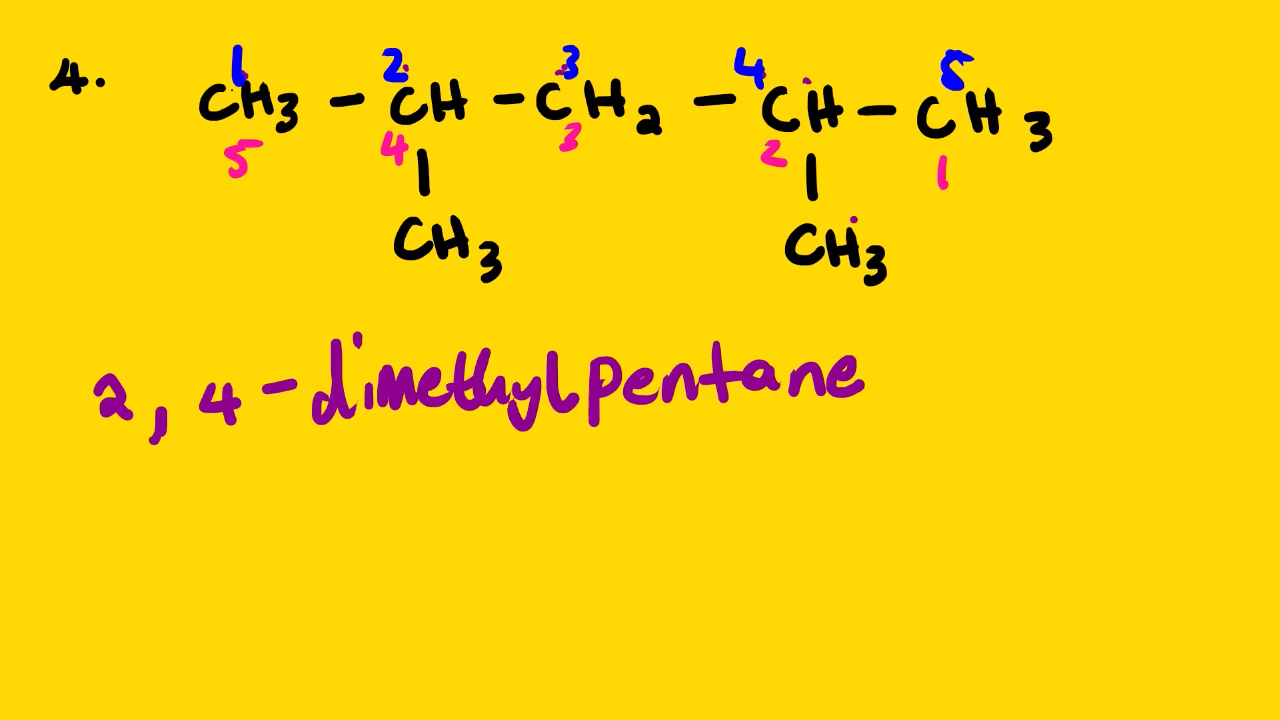 4.
1 2 3 4 5
CH3 - CH - CH2 - CH - CH3
5 4 3 2 1
| |
CH3 CH3
2, 4 - dimethylpentane